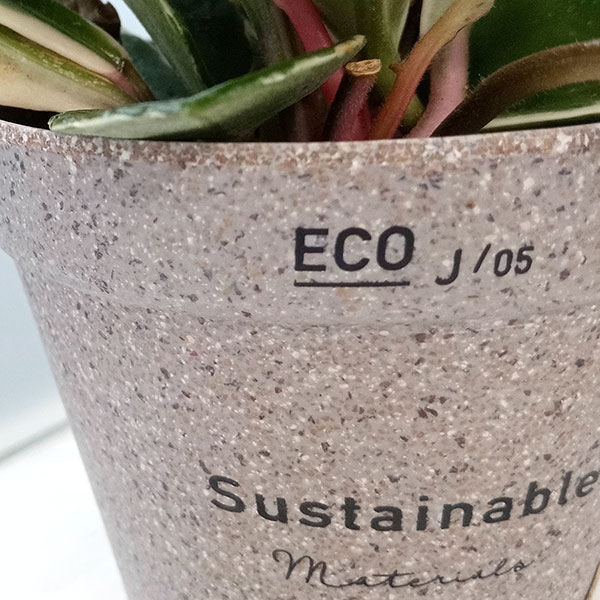 ECO J/05
Sustainable
Materials